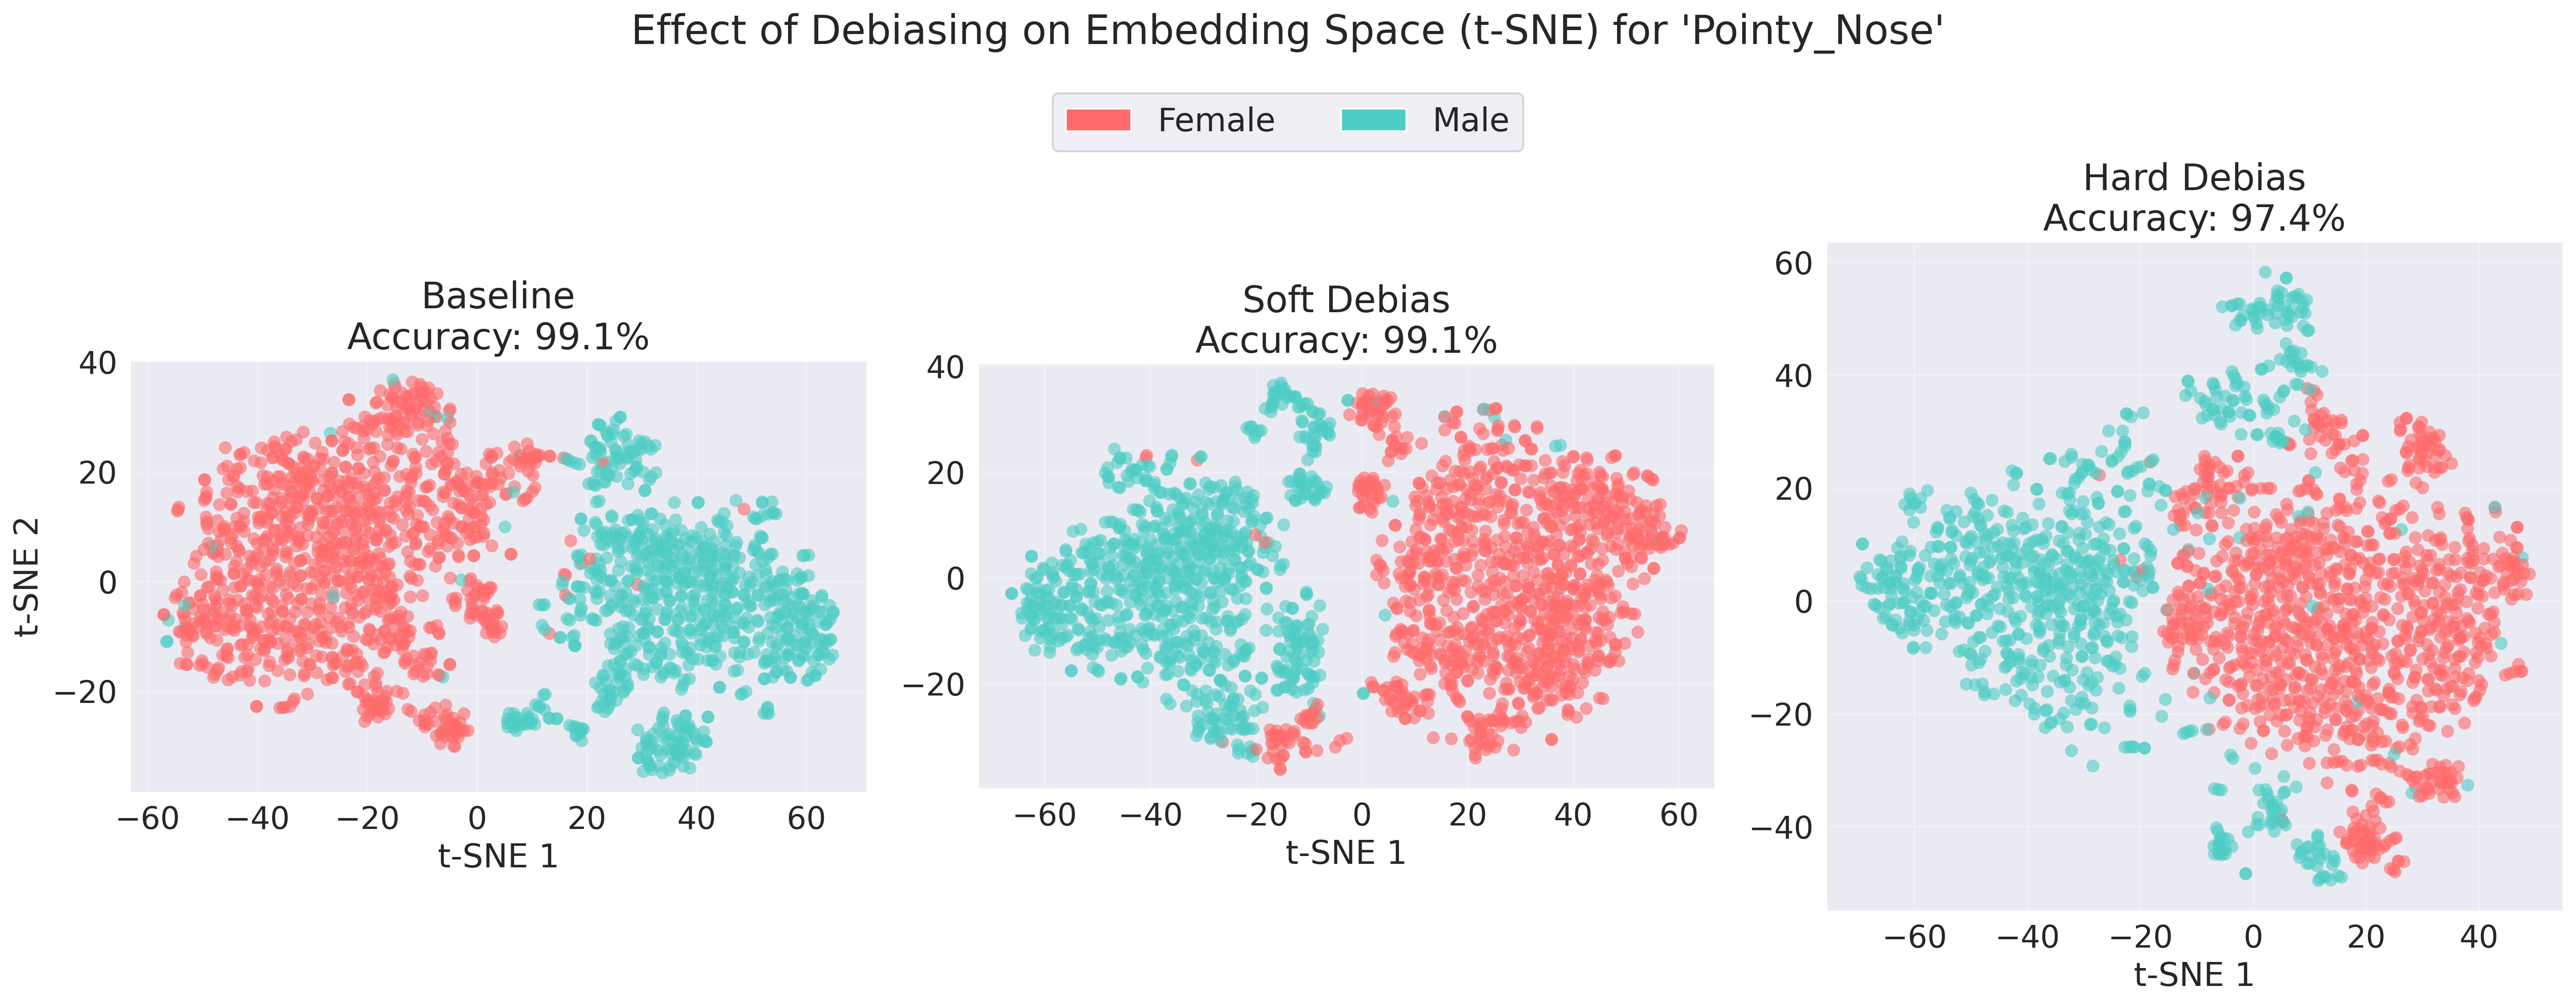 Effect of Debiasing on Embedding Space (t-SNE) for 'Pointy_Nose'
Female
Male
Baseline
Accuracy: 99.1%
40
20
0
−20
−60
−40
−20
0
20
40
60
t-SNE 1
t-SNE 2
Soft Debias
Accuracy: 99.1%
40
20
0
−20
−60
−40
−20
0
20
40
60
t-SNE 1
Hard Debias
Accuracy: 97.4%
60
40
20
0
−20
−40
−60
−40
−20
0
20
40
t-SNE 1